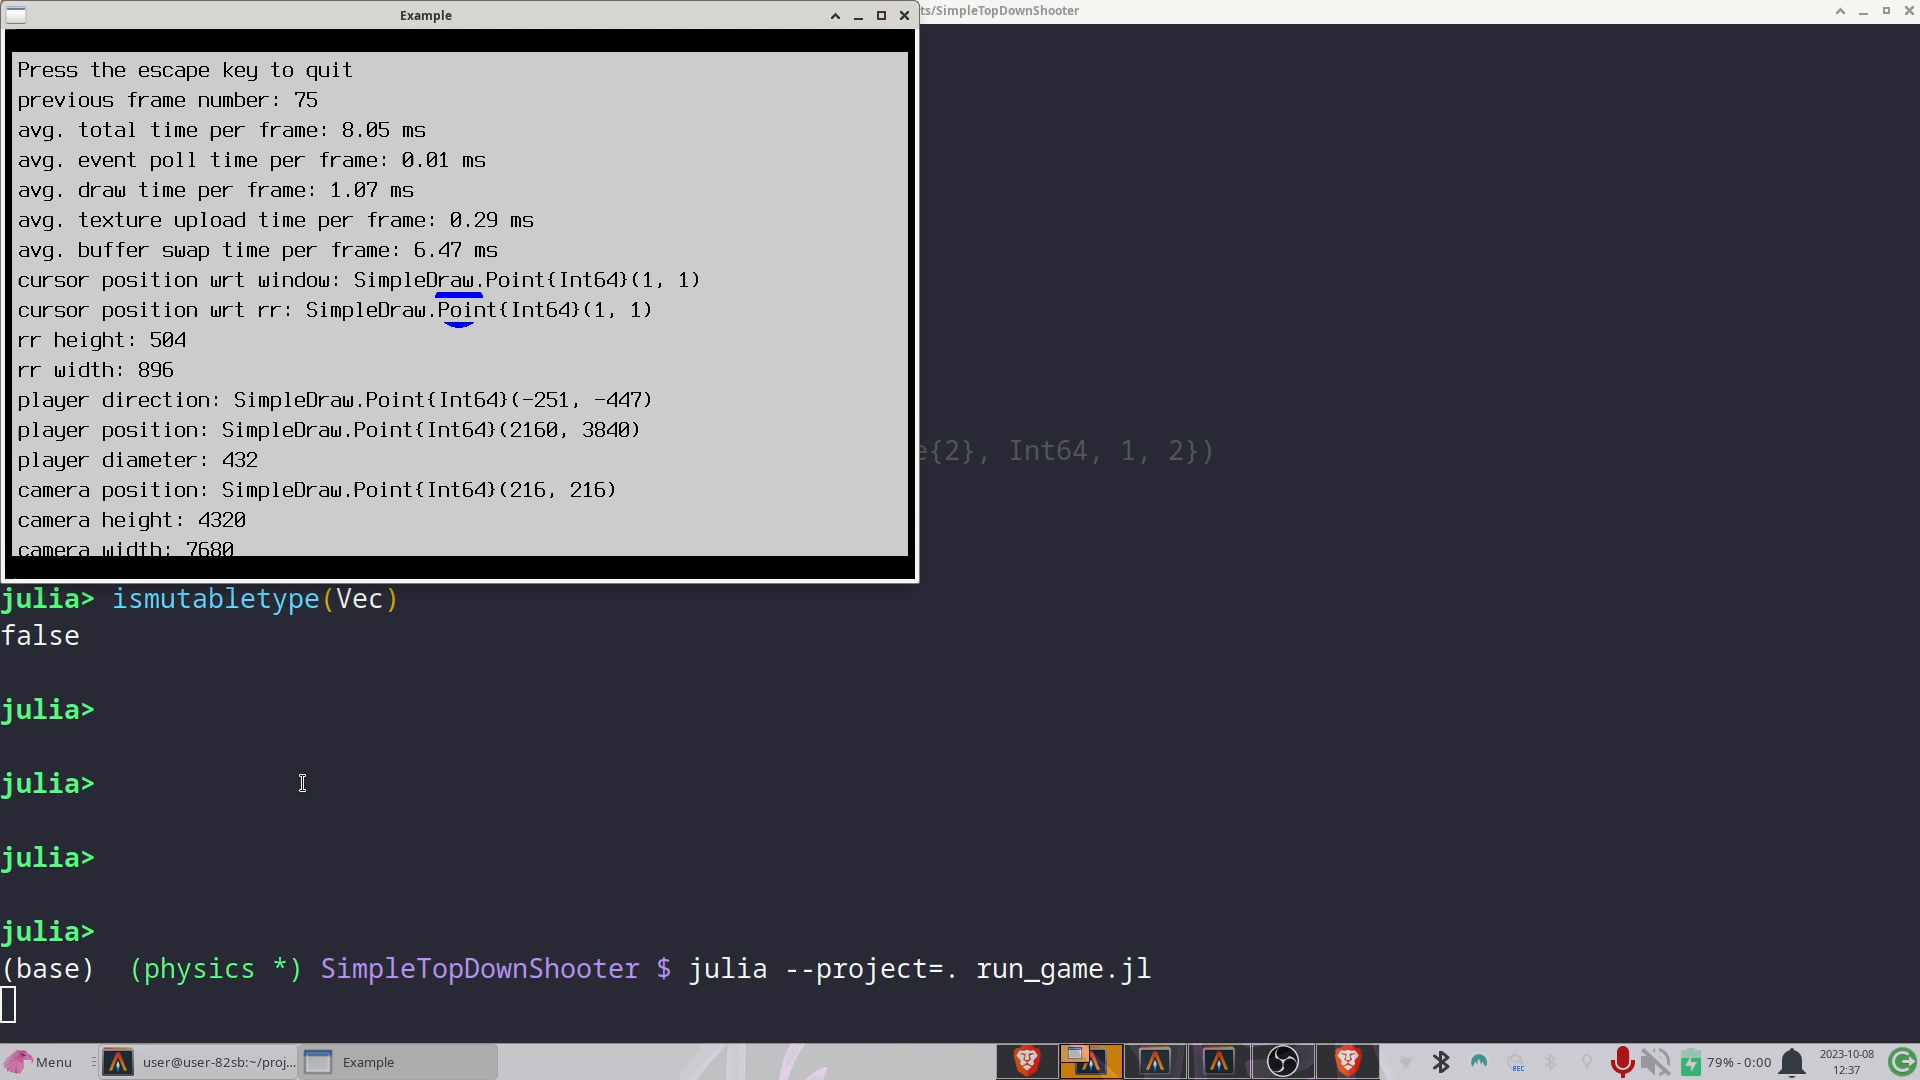 Example
ts/SimpleTopDownShooter
Press the escape key to quit
previous frame number: 75
avg. total time per frame: 8.05 ms
avg. event poll time per frame: 0.01 ms
avg. draw time per frame: 1.07 ms
avg. texture upload time per frame: 0.29 ms
avg. buffer swap time per frame: 6.47 ms
cursor position wrt window: SimpleDraw.Point{Int64}(1, 1)
cursor position wrt rr: SimpleDraw.Point{Int64}(1, 1)
rr height: 504
rr width: 896
player direction: SimpleDraw.Point{Int64}(-251, -447)
player position: SimpleDraw.Point{Int64}(2160, 3840)
player diameter: 432
e{2}, Int64, 1, 2})
camera position: SimpleDraw.Point{Int64}(216, 216)
camera height: 4320
camera width: 7680
julia> ismutabletype(Vec)
false
julia>
julia>
julia>
julia>
(base) (physics *) SimpleTopDownShooter $ julia --project=. run_game.jl
Menu
user@user-82sb:~/proj...
Example
REC
79% - 0:00
2023-10-08
12:37